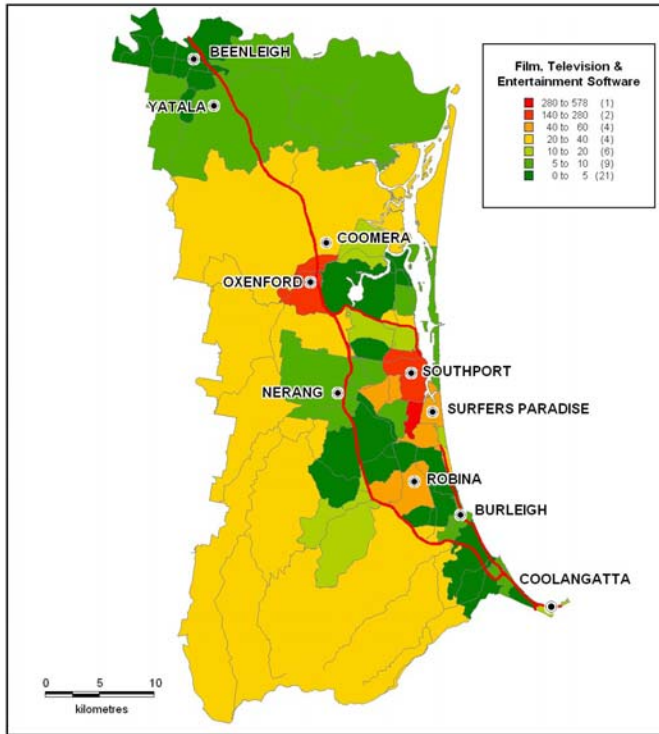 BEENLEIGH
YATALA
Film, Television &
Entertainment Software
280 to 578 (1)
140 to 280 (2)
40 to 60 (4)
20 to 40 (4)
10 to 20 (6)
5 to 10 (9)
0 to 5 (21)
COOMERA
OXENFORD
SOUTHPORT
NERANG
SURFERS PARADISE
ROBINA
BURLEIGH
COOLANGATTA
0 5 10
kilometres